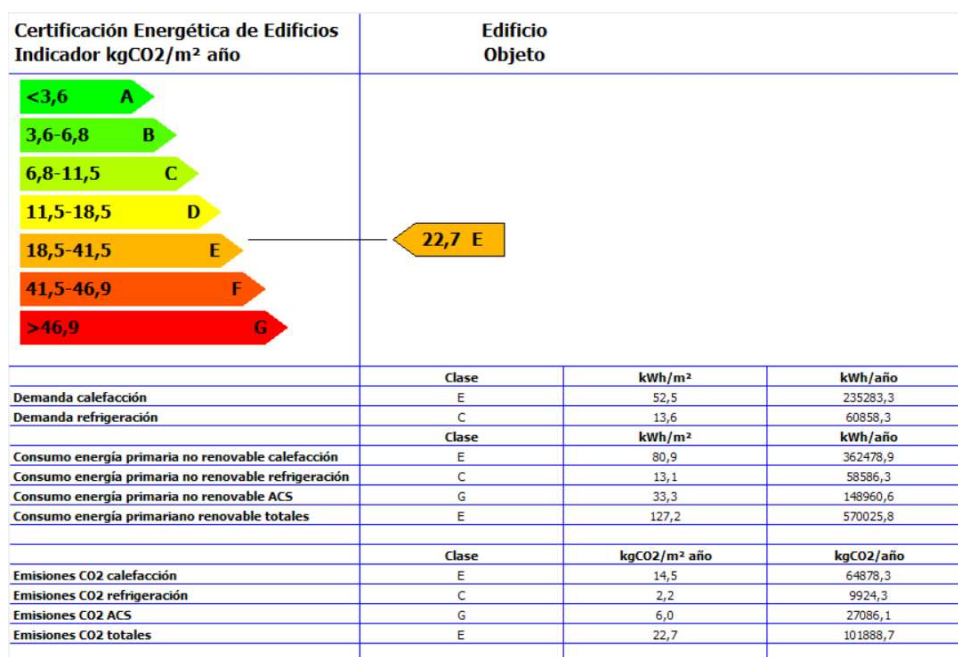 Certificación Energética de Edificios
Indicador kgCO2/m² año
Edificio
Objeto
<3,6 A
3,6-6,8 B
6,8-11,5 C
11,5-18,5 D
18,5-41,5 E
41,5-46,9 F
>46,9 G
22,7 E
Clase kWh/m² kWh/año
Demanda calefacción E 52,5 235283,3
Demanda refrigeración C 13,6 60858,3
Clase kWh/m² kWh/año
Consumo energía primaria no renovable calefacción E 80,9 362478,9
Consumo energía primaria no renovable refrigeración C 13,1 58586,3
Consumo energía primaria no renovable ACS G 33,3 148960,6
Consumo energía primariano renovable totales E 127,2 570025,8
Clase kgCO2/m² año kgCO2/año
Emisiones CO2 calefacción E 14,5 64878,3
Emisiones CO2 refrigeración C 2,2 9924,3
Emisiones CO2 ACS G 6,0 27086,1
Emisiones CO2 totales E 22,7 101888,7